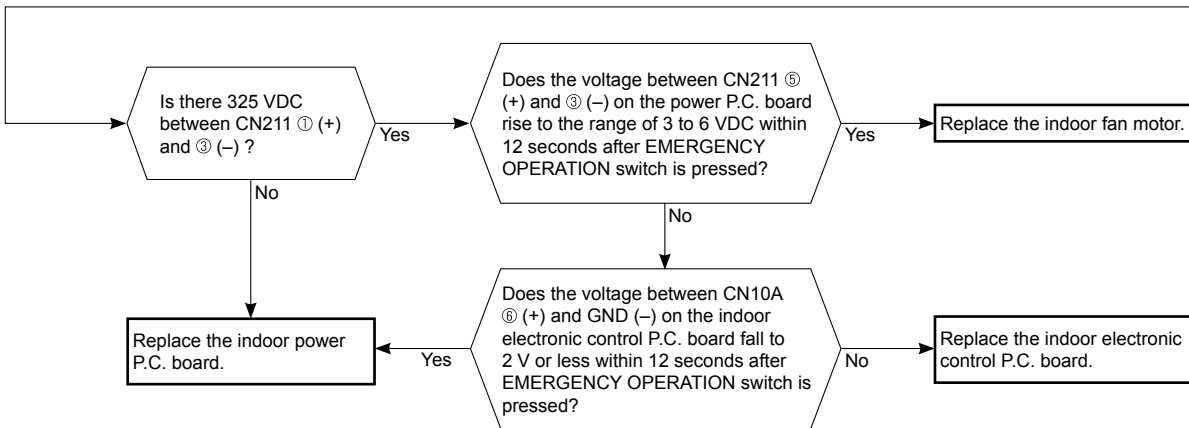 Is there 325 VDC
between CN211 ① (+)
and ③ (–) ?
Yes
No
Does the voltage between CN211 ⑤
(+) and ③ (–) on the power P.C. board
rise to the range of 3 to 6 VDC within
12 seconds after EMERGENCY
OPERATION switch is pressed?
Yes
No
Replace the indoor fan motor.
Replace the indoor power
P.C. board.
Does the voltage between CN10A
⑥ (+) and GND (–) on the indoor
electronic control P.C. board fall to
2 V or less within 12 seconds after
EMERGENCY OPERATION switch is
pressed?
Yes
No
Replace the indoor electronic
control P.C. board.